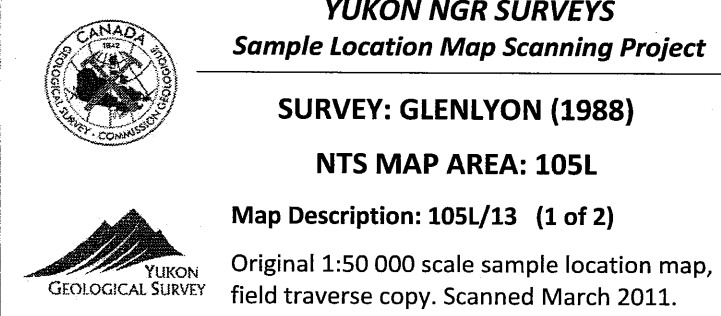 YUKON NGR SURVEYS
Sample Location Map Scanning Project
CANADA
1842
GEOLOGICAL SURVEY · COMMISSION GEOLOGIQUE
SURVEY: GLENLYON (1988)
NTS MAP AREA: 105L
Map Description: 105L/13 (1 of 2)
Original 1:50 000 scale sample location map,
field traverse copy. Scanned March 2011.
YUKON
GEOLOGICAL SURVEY